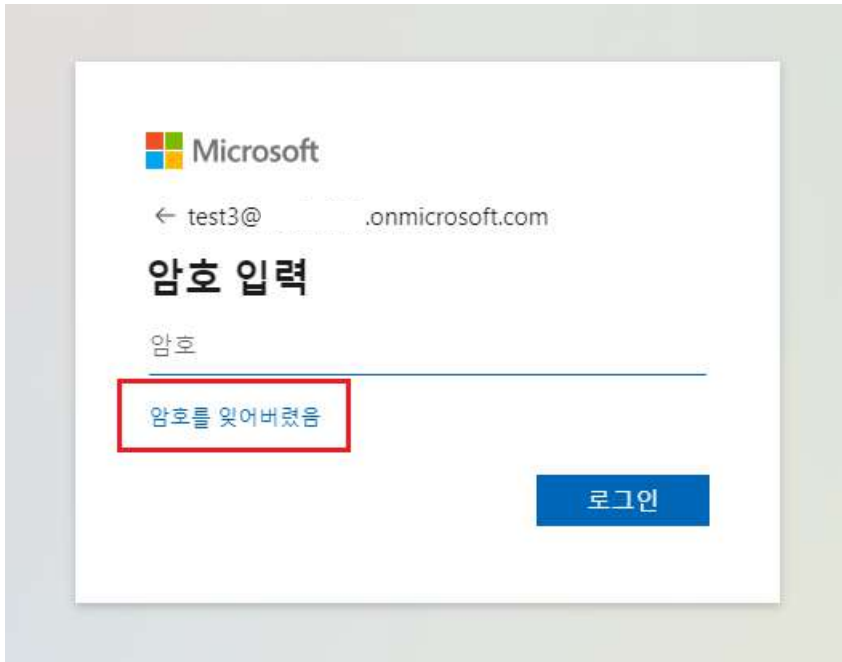 Microsoft
← test3@ .onmicrosoft.com
암호 입력
암호
암호를 잊어버렸음
로그인